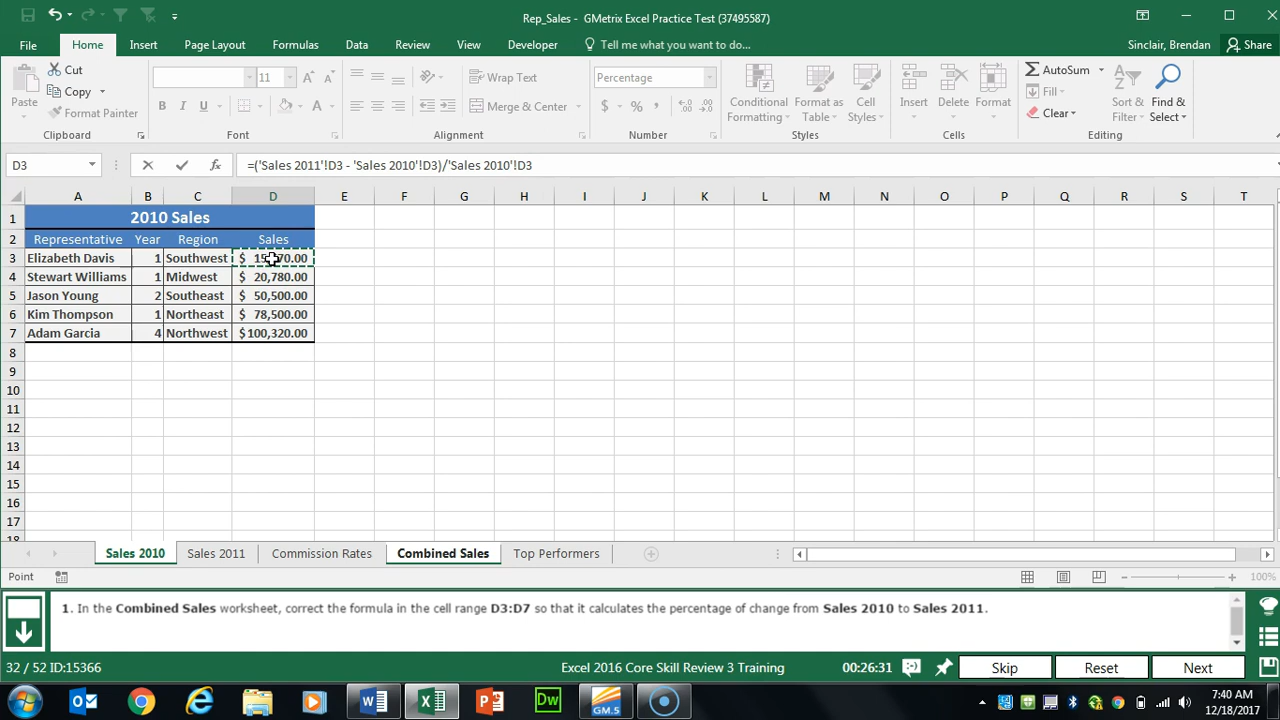 Rep_Sales - GMetrix Excel Practice Test (37495587)
File Home Insert Page Layout Formulas Data Review View Developer Tell me what you want to do... Sinclair, Brendan Share
Paste Cut Copy Format Painter Clipboard
11 B I U A Font
Wrap Text Merge & Center Alignment
Percentage $ % Number
Conditional Formatting Format as Table Cell Styles Styles
Insert Delete Format Cells
AutoSum Fill Clear Sort & Filter Find & Select Editing
D3 fx =('Sales 2011'!D3 - 'Sales 2010'!D3)/'Sales 2010'!D3
A B C D E F G H I J K L M N O P Q R S T
1 2010 Sales
2 Representative Year Region Sales
3 Elizabeth Davis 1 Southwest $
4 Stewart Williams 1 Midwest $ 20,780.00
5 Jason Young 2 Southeast $ 50,500.00
6 Kim Thompson 1 Northeast $ 78,500.00
7 Adam Garcia 4 Northwest $100,320.00
8
9
10
11
12
13
14
15
16
17
18
Sales 2010 Sales 2011 Commission Rates Combined Sales Top Performers
Point 100%
1. In the Combined Sales worksheet, correct the formula in the cell range D3:D7 so that it calculates the percentage of change from Sales 2010 to Sales 2011.
32 / 52 ID:15366 Excel 2016 Core Skill Review 3 Training 00:26:31 Skip Reset Next
GM.5 7:40 AM
12/18/2017